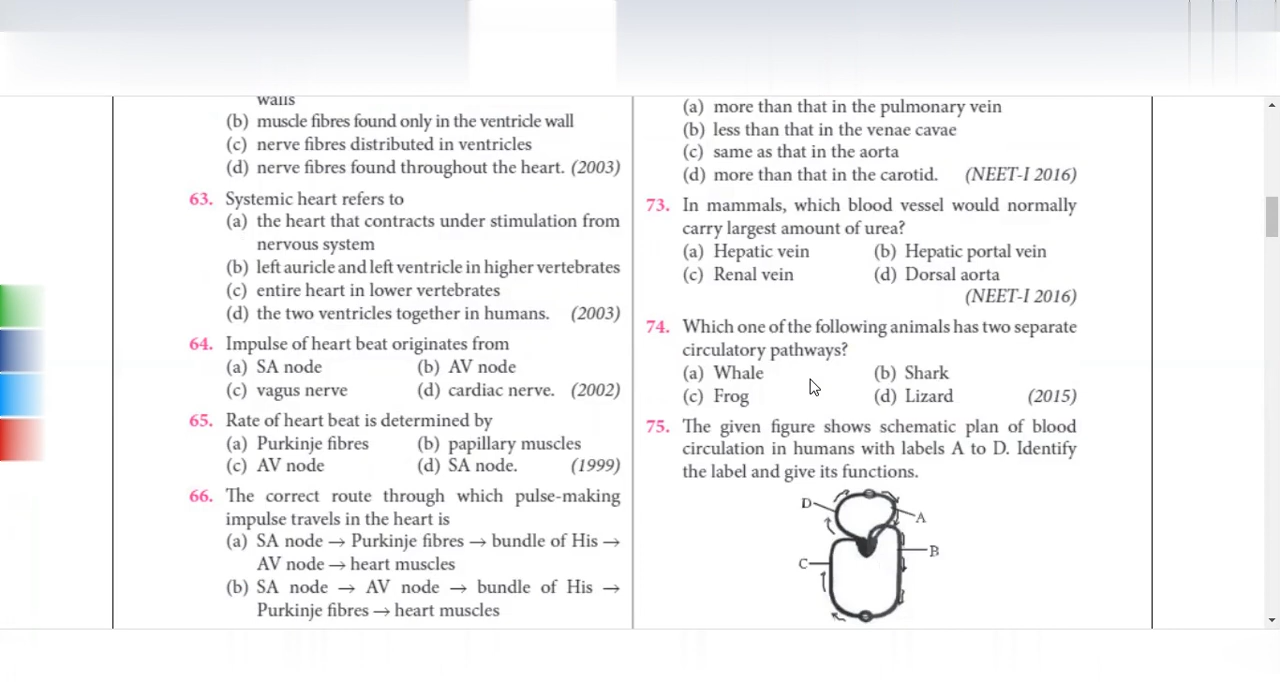 walls
(b) muscle fibres found only in the ventricle wall
(c) nerve fibres distributed in ventricles
(d) nerve fibres found throughout the heart. (2003)
63. Systemic heart refers to
(a) the heart that contracts under stimulation from
nervous system
(b) left auricle and left ventricle in higher vertebrates
(c) entire heart in lower vertebrates
(d) the two ventricles together in humans. (2003)
64. Impulse of heart beat originates from
(a) SA node (b) AV node
(c) vagus nerve (d) cardiac nerve. (2002)
65. Rate of heart beat is determined by
(a) Purkinje fibres (b) papillary muscles
(c) AV node (d) SA node. (1999)
66. The correct route through which pulse-making
impulse travels in the heart is
(a) SA node → Purkinje fibres → bundle of His →
AV node → heart muscles
(b) SA node → AV node → bundle of His →
Purkinje fibres → heart muscles
(a) more than that in the pulmonary vein
(b) less than that in the venae cavae
(c) same as that in the aorta
(d) more than that in the carotid. (NEET-I 2016)
73. In mammals, which blood vessel would normally
carry largest amount of urea?
(a) Hepatic vein (b) Hepatic portal vein
(c) Renal vein (d) Dorsal aorta
(NEET-I 2016)
74. Which one of the following animals has two separate
circulatory pathways?
(a) Whale (b) Shark
(c) Frog (d) Lizard (2015)
75. The given figure shows schematic plan of blood
circulation in humans with labels A to D. Identify
the label and give its functions.
D
A
B
C